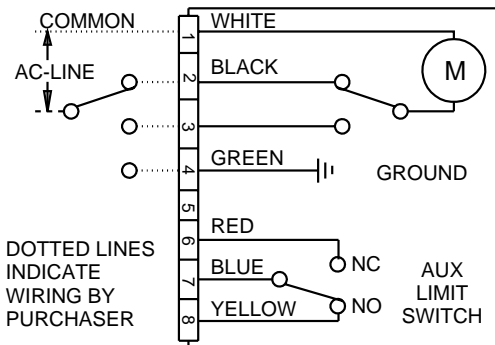 COMMON
1
WHITE
AC-LINE
2
BLACK
M
3
4
GREEN
GROUND
5
6
RED
NC
DOTTED LINES
INDICATE
WIRING BY
PURCHASER
7
BLUE
AUX
LIMIT
SWITCH
8
YELLOW
NO